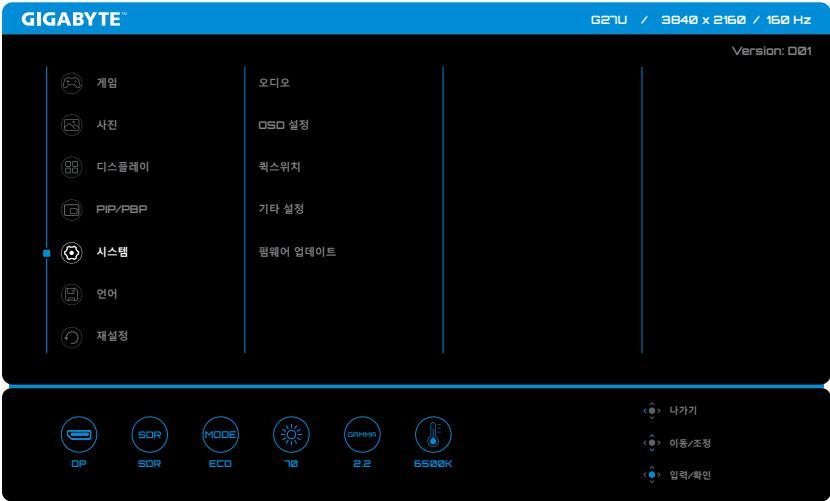 GIGABYTE™
G27U / 3840 x 2160 / 160 Hz
Version: D01
게임
사진
디스플레이
PIP/PBP
시스템
언어
재설정
오디오
OSD 설정
퀵스위치
기타 설정
펌웨어 업데이트
DP
SDR
SDR
MODE
ECO
70
GAMMA
2.2
6500K
나가기
이동/조정
입력/확인